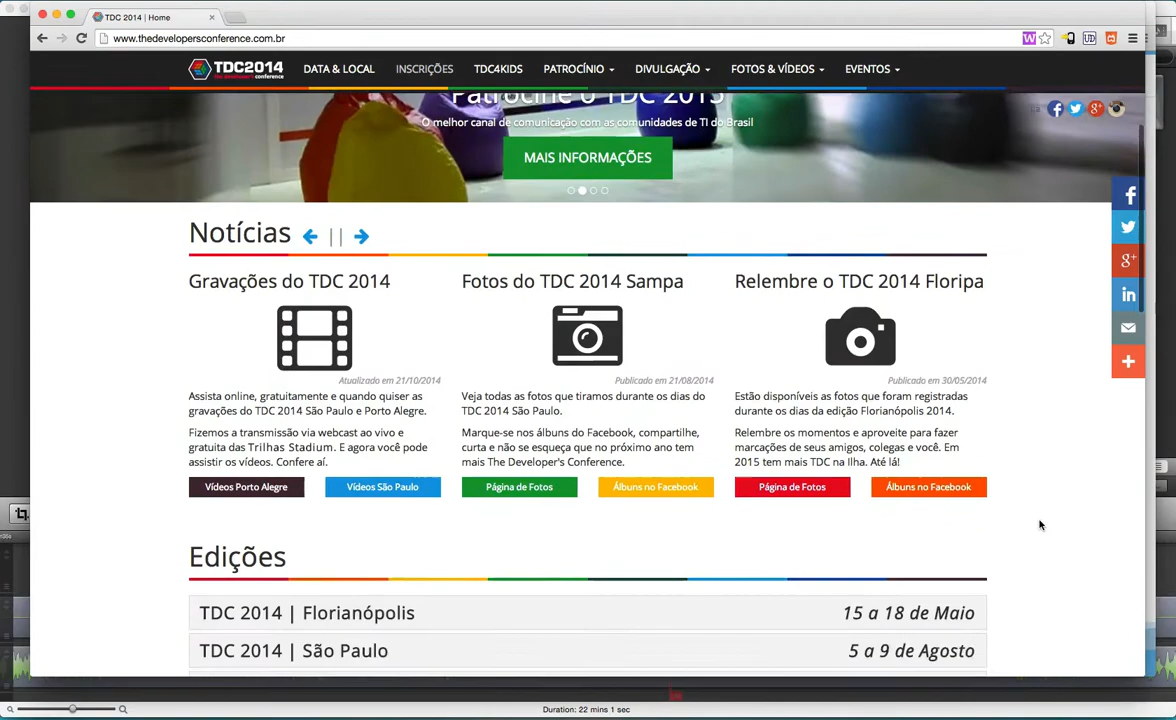 TDC 2014 | Home
www.thedevelopersconference.com.br
TDC2014
the developer's conference
DATA & LOCAL
INSCRIÇÕES
TDC4KIDS
PATROCÍNIO
DIVULGAÇÃO
FOTOS & VÍDEOS
EVENTOS
Patrocine o TDC 2015
O melhor canal de comunicação com as comunidades de TI do Brasil
MAIS INFORMAÇÕES
Notícias
Gravações do TDC 2014
Atualizado em 21/10/2014
Assista online, gratuitamente e quando quiser as
gravações do TDC 2014 São Paulo e Porto Alegre.
Fizemos a transmissão via webcast ao vivo e
gratuita das Trilhas Stadium. E agora você pode
assistir os vídeos. Confere aí.
Vídeos Porto Alegre
Vídeos São Paulo
Fotos do TDC 2014 Sampa
Publicado em 21/08/2014
Veja todas as fotos que tiramos durante os dias do
TDC 2014 São Paulo.
Marque-se nos álbuns do Facebook, compartilhe,
curta e não se esqueça que no próximo ano tem
mais The Developer's Conference.
Página de Fotos
Álbuns no Facebook
Relembre o TDC 2014 Floripa
Publicado em 30/05/2014
Estão disponíveis as fotos que foram registradas
durante os dias da edição Florianópolis 2014.
Relembre os momentos e aproveite para fazer
marcações de seus amigos, colegas e você. Em
2015 tem mais TDC na Ilha. Até lá!
Página de Fotos
Álbuns no Facebook
Edições
TDC 2014 | Florianópolis
15 a 18 de Maio
TDC 2014 | São Paulo
5 a 9 de Agosto
Duration: 22 mins 1 sec